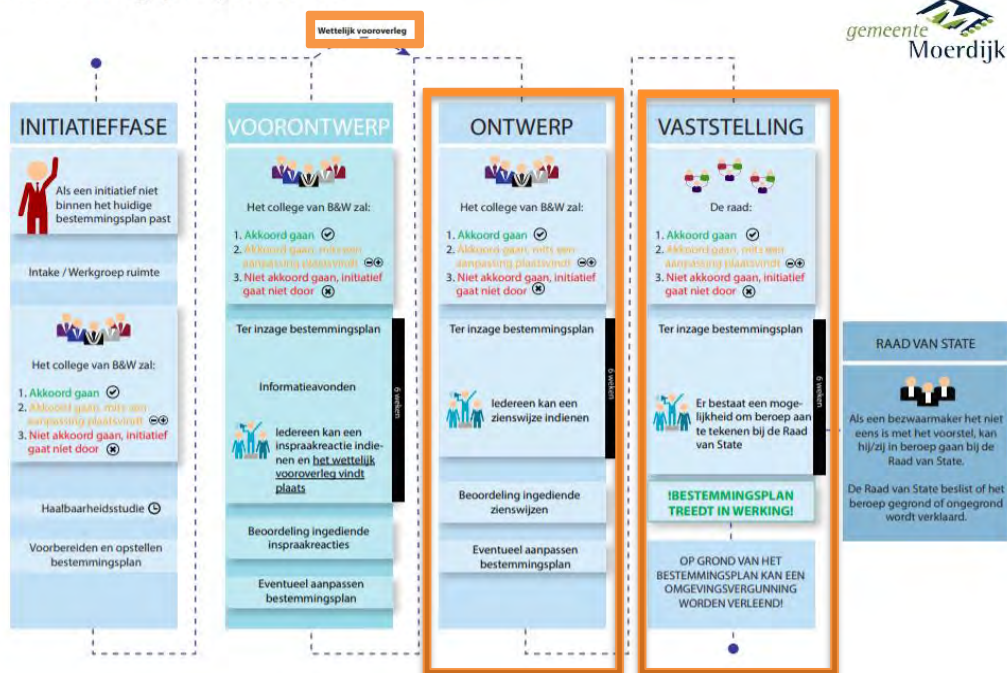 Wettelijk vooroverleg
gemeente
Moerdijk
INITIATIEFFASE
Als een initiatief niet
binnen het huidige
bestemmingsplan past
Intake / Werkgroep ruimte
Het college van B&W zal:
1. Akkoord gaan
2. Akkoord gaan, mits een
aanpassing plaatsvindt
3. Niet akkoord gaan, initiatief
gaat niet door
Haalbaarheidsstudie
Voorbereiden en opstellen
bestemmingsplan
VOORONTWERP
Het college van B&W zal:
1. Akkoord gaan
2. Akkoord gaan, mits een
aanpassing plaatsvindt
3. Niet akkoord gaan, initiatief
gaat niet door
Ter inzage bestemmingsplan
Informatieavonden
Iedereen kan een
inspraakreactie indie-
nen en het wettelijk
vooroverleg vindt
plaats
6 weken
Beoordeling ingediende
inspraakreacties
Eventueel aanpassen
bestemmingsplan
ONTWERP
Het college van B&W zal:
1. Akkoord gaan
2. Akkoord gaan, mits een
aanpassing plaatsvindt
3. Niet akkoord gaan, initiatief
gaat niet door
Ter inzage bestemmingsplan
Iedereen kan een
zienswijze indienen
6 weken
Beoordeling ingediende
zienswijzen
Eventueel aanpassen
bestemmingsplan
VASTSTELLING
De raad:
1. Akkoord gaan
2. Akkoord gaan, mits een
aanpassing plaatsvindt
3. Niet akkoord gaan, initiatief
gaat niet door
Ter inzage bestemmingsplan
Er bestaat een moge-
lijkheid om beroep aan
te tekenen bij de Raad
van State
6 weken
!BESTEMMINGSPLAN
TREEDT IN WERKING!
OP GROND VAN HET
BESTEMMINGSPLAN KAN EEN
OMGEVINGSVERGUNNING
WORDEN VERLEEND!
RAAD VAN STATE
Als een bezwaarmaker het niet
eens is met het voorstel, kan
hij/zij in beroep gaan bij de
Raad van State.
De Raad van State beslist of het
beroep gegrond of ongegrond
wordt verklaard.